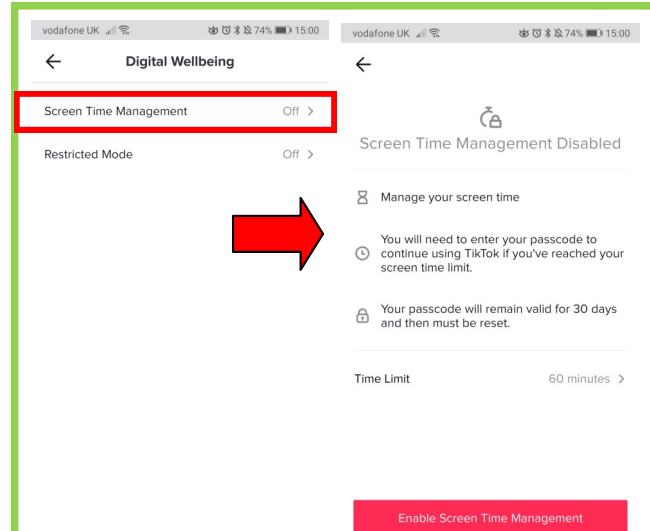 vodafone UK 74% 15:00
Digital Wellbeing
Screen Time Management Off
Restricted Mode Off
vodafone UK 74% 15:00
Screen Time Management Disabled
Manage your screen time
You will need to enter your passcode to
continue using TikTok if you've reached your
screen time limit.
Your passcode will remain valid for 30 days
and then must be reset.
Time Limit 60 minutes
Enable Screen Time Management